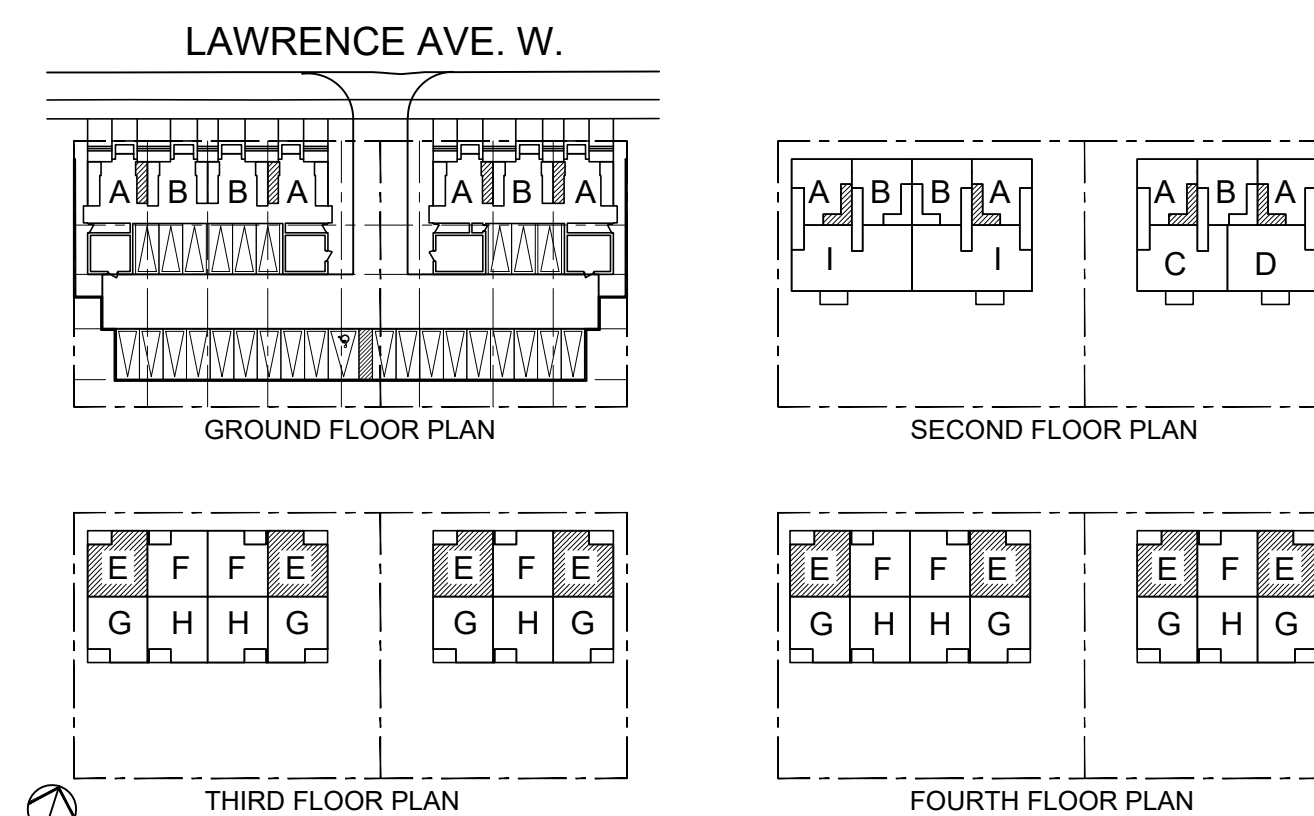 LAWRENCE AVE. W.
A B B A A B A
GROUND FLOOR PLAN
A B B A A B A
I I C D
SECOND FLOOR PLAN
E F F E E F E
G H H G G H G
THIRD FLOOR PLAN
E F F E E F E
G H H G G H G
FOURTH FLOOR PLAN